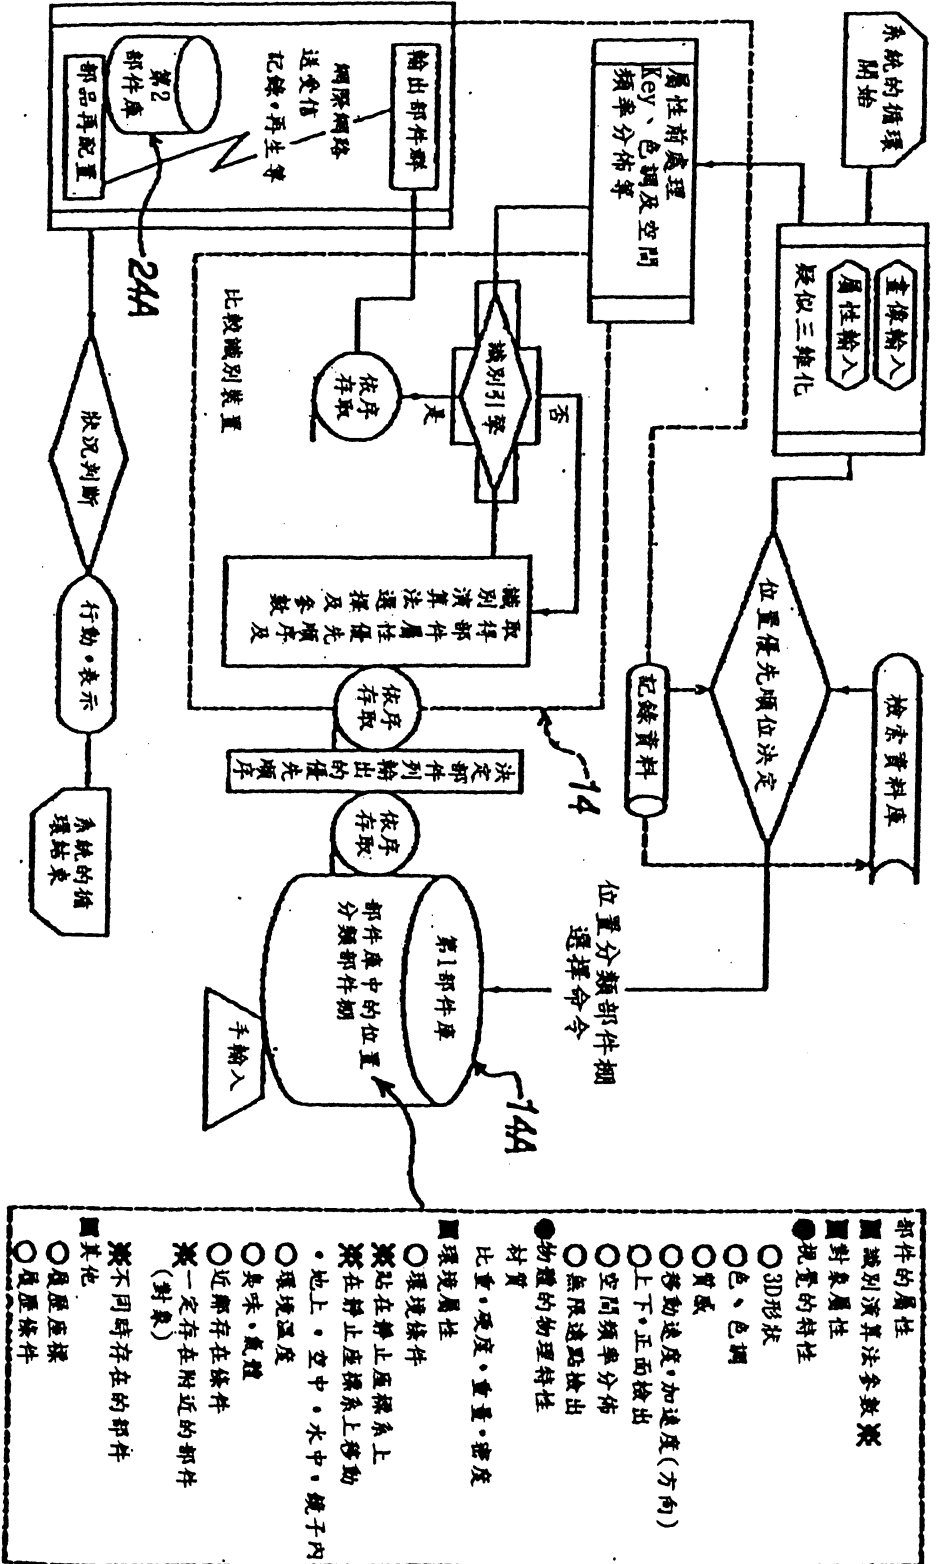 系統的循環
開始
畫像輸入
屬性輸入
疑似三維化
屬性前處理
Key、色調及空間
頻率分佈等
位置優先順位決定
檢索資料庫
記錄資料
位置分類部件棚
選擇命令
輸出部件群
網際網路
送受信
記錄•再生等
第2
部件庫
部品再配置
24A
識別引擎
否
是
依序
存取
比較識別裝置
取得部件屬性優先順序及
識別演算法選擇及參數
依序
存取
14
決定部件列輸出的優先順序
依序
存取
第1部件庫
部件庫中的位置
分類部件棚
14A
手輸入
狀況判斷
行動•表示
系統的循
環結束
部件的屬性
■識別演算法參數※
■對象屬性
●視覺的特性
○3D形狀
○色、色調
○質感
○移動速度•加速度(方向)
○上下•正面檢出
○空間頻率分佈
○無限遠點檢出
●物體的物理特性
材質
比重•硬度•重量•密度
■環境屬性
○環境條件
※站在靜止座標系上
※在靜止座標系上移動
•地上•空中•水中•鏡子內
○環境溫度
○臭味•氣體
○近鄰存在條件
※一定存在附近的部件
(對象)
※不同時存在的部件
■其他
○履歷座標
○履歷條件